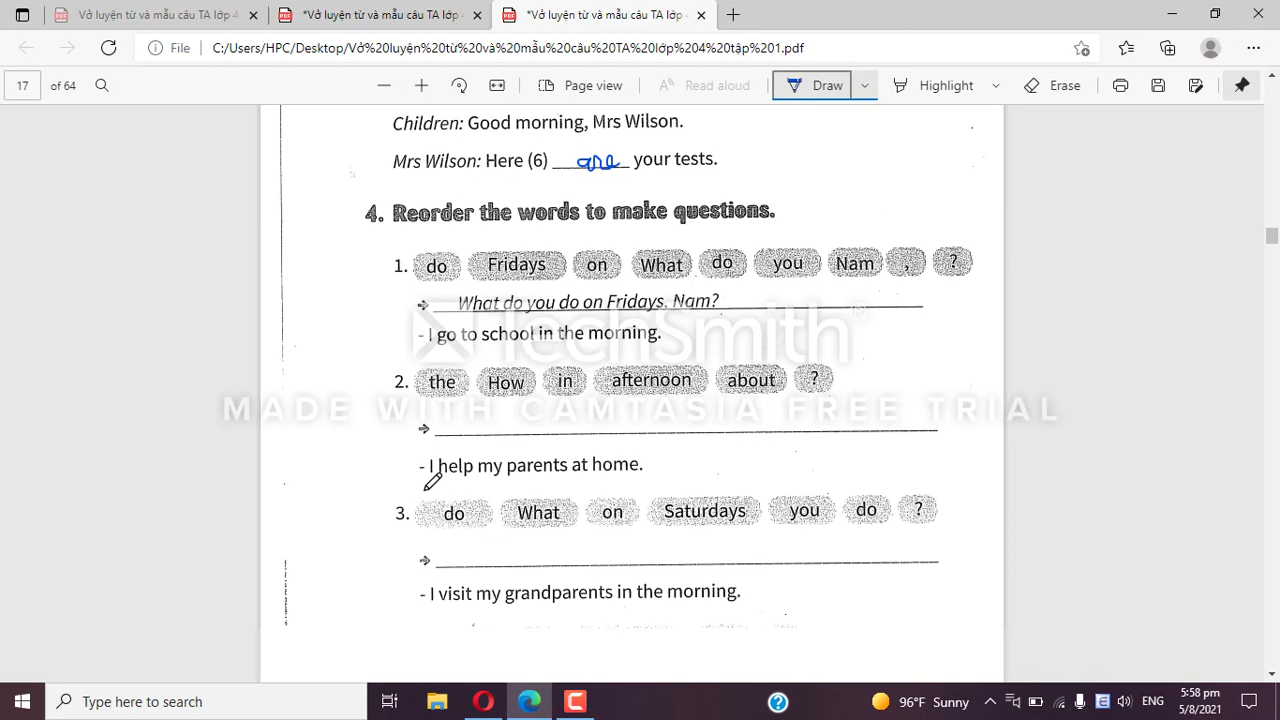 Vở luyện từ và mẫu câu TA lớp
*Vở luyện từ và mẫu câu TA lớp
*Vở luyện từ và mẫu câu TA lớp
File C:/Users/HPC/Desktop/Vở%20luyện%20từ%20và%20mẫu%20câu%20TA%20lớp%204%20tập%201.pdf
17 of 64 Page view Read aloud Draw Highlight Erase
Children: Good morning, Mrs Wilson.
Mrs Wilson: Here (6) are your tests.
4. Reorder the words to make questions.
1. do Fridays on What do you Nam , ?
What do you do on Fridays, Nam?
- I go to school in the morning.
TechSmith®
2. the How in afternoon about ?
MADE WITH CAMTASIA FREE TRIAL
- I help my parents at home.
3. do What on Saturdays you do ?
- I visit my grandparents in the morning.
Type here to search
96°F Sunny
ENG
5:58 pm
5/8/2021